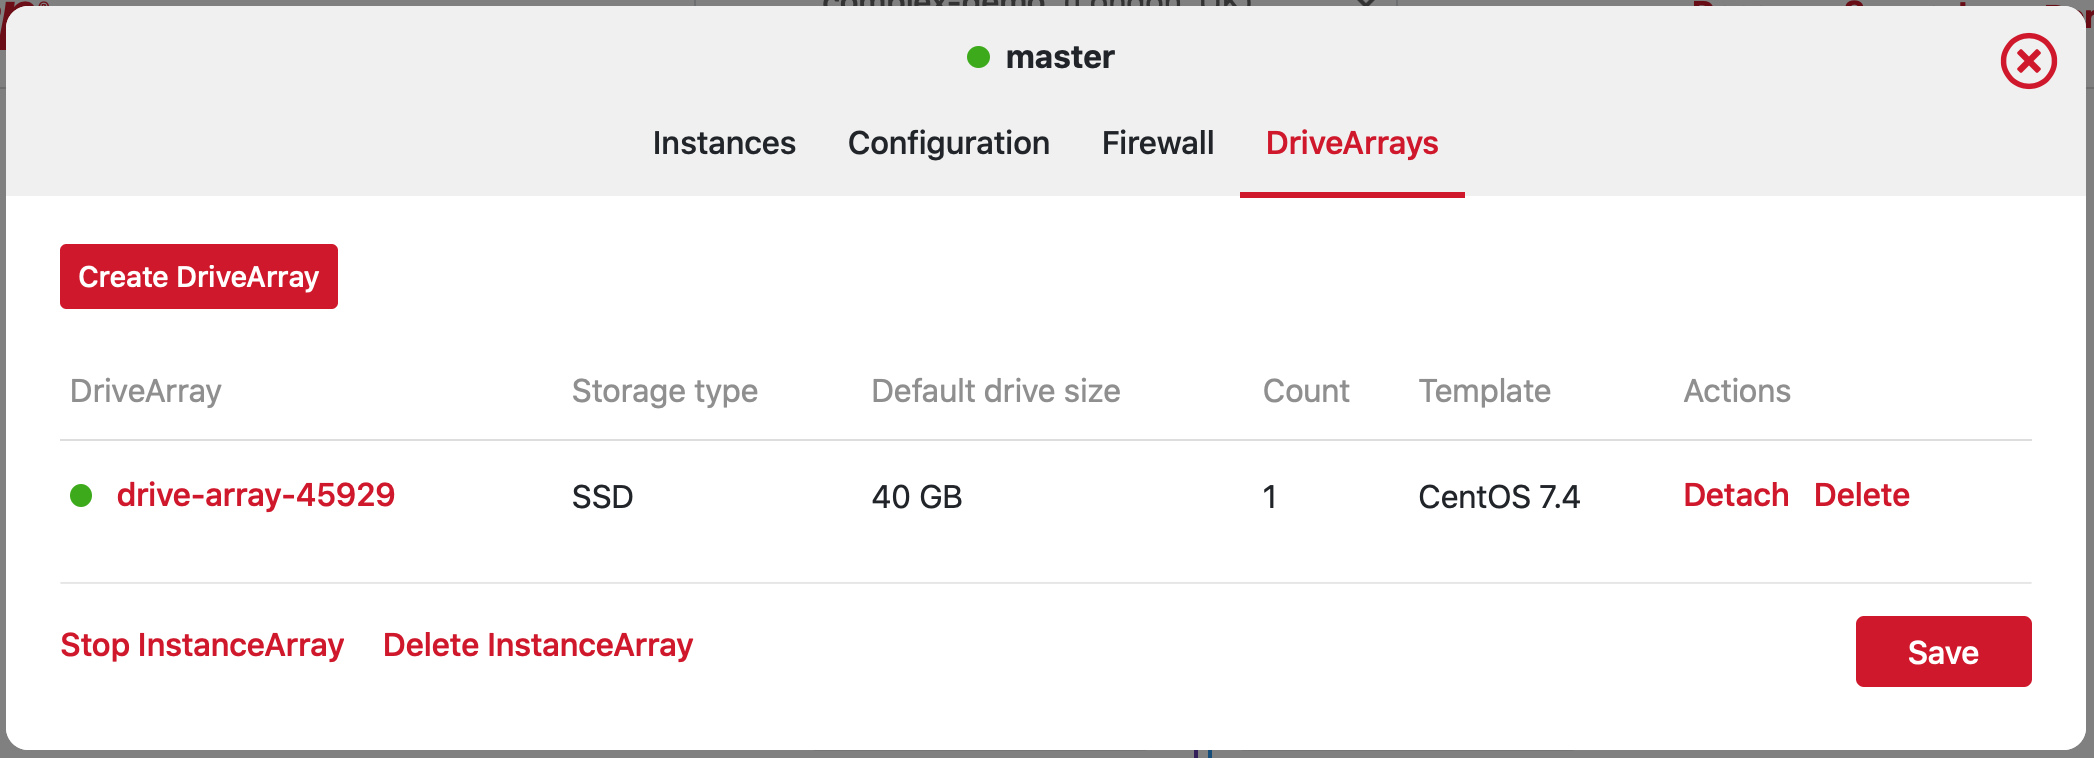 master
Instances Configuration Firewall DriveArrays
Create DriveArray
DriveArray Storage type Default drive size Count Template Actions
drive-array-45929 SSD 40 GB 1 CentOS 7.4 Detach Delete
Stop InstanceArray Delete InstanceArray Save